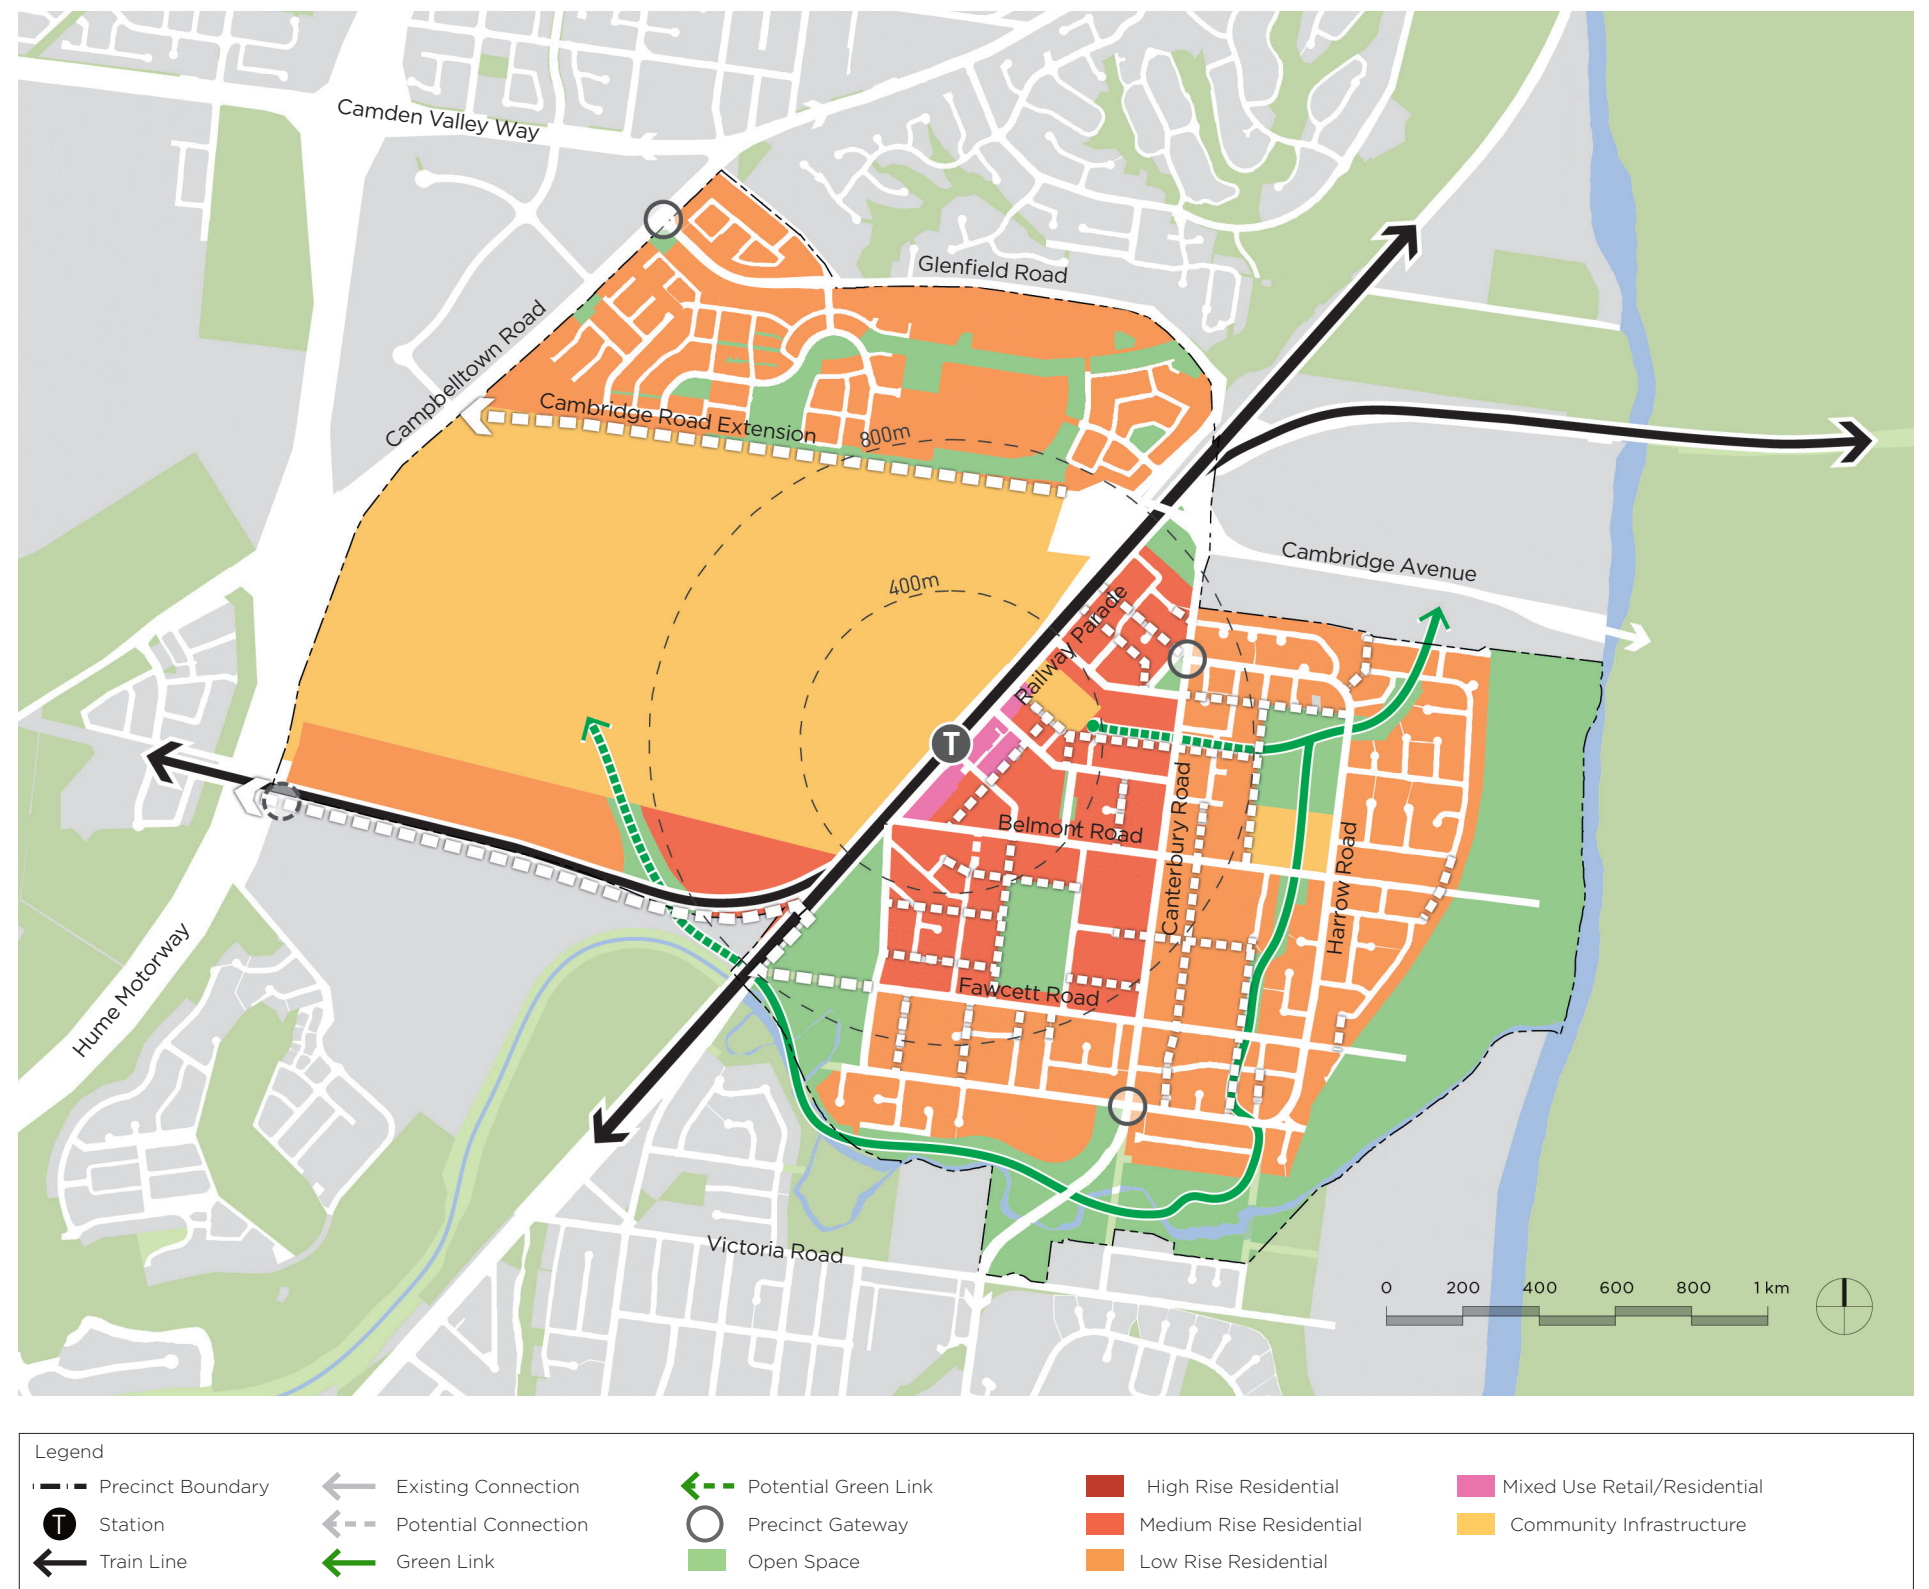 Camden Valley Way
Glenfield Road
Campbelltown Road
Cambridge Road Extension
800m
400m
Cambridge Avenue
Railway Parade
T
Belmont Road
Canterbury Road
Harrow Road
Fawcett Road
Hume Motorway
Victoria Road
0 200 400 600 800 1 km
Legend
Precinct Boundary
T Station
Train Line
Existing Connection
Potential Connection
Green Link
Potential Green Link
Precinct Gateway
Open Space
High Rise Residential
Medium Rise Residential
Low Rise Residential
Mixed Use Retail/Residential
Community Infrastructure